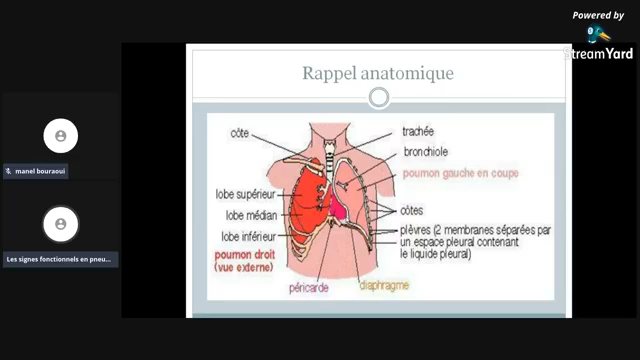 Powered by
StreamYard
Rappel anatomique
côte
trachée
bronchiole
poumon gauche en coupe
lobe supérieur
lobe médian
lobe inférieur
poumon droit
(vue externe)
côtes
plèvres (2 membranes séparées par
un espace pleural contenant
le liquide pleural)
péricarde
diaphragme
manel bouraoui
Les signes fonctionnels en pneu...